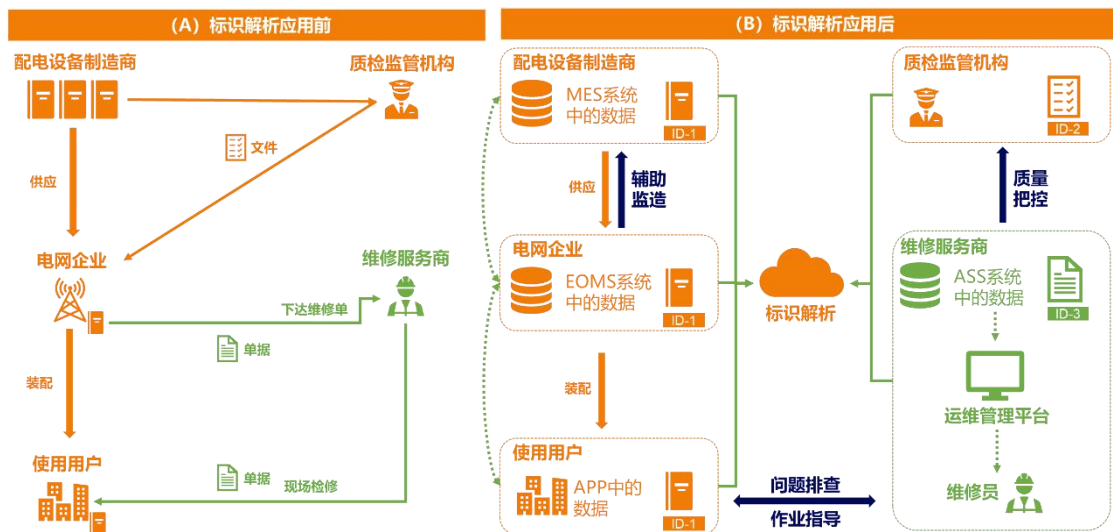 （A）标识解析应用前
配电设备制造商
质检监管机构
文件
供应
电网企业
维修服务商
下达维修单
单据
装配
使用用户
单据
现场检修
（B）标识解析应用后
配电设备制造商
MES系统
中的数据
ID-1
供应
辅助
监造
电网企业
EOMS系统
中的数据
ID-1
装配
使用用户
APP中的
数据
ID-1
标识解析
质检监管机构
ID-2
质量
把控
维修服务商
ASS系统
中的数据
ID-3
运维管理平台
维修员
问题排查
作业指导